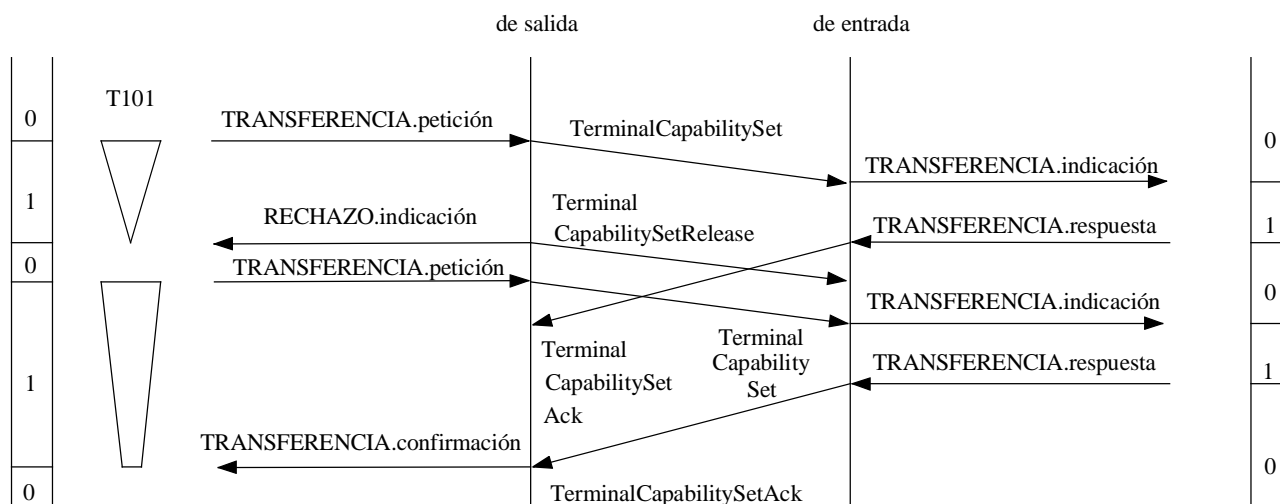 de salida
de entrada
T101
0
TRANSFERENCIA.petición
TerminalCapabilitySet
0
TRANSFERENCIA.indicación
1
RECHAZO.indicación
Terminal
CapabilitySetRelease
TRANSFERENCIA.respuesta
1
0
TRANSFERENCIA.petición
TRANSFERENCIA.indicación
0
Terminal
CapabilitySet
Ack
Terminal
Capability
Set
TRANSFERENCIA.respuesta
1
1
TRANSFERENCIA.confirmación
0
0
TerminalCapabilitySetAck